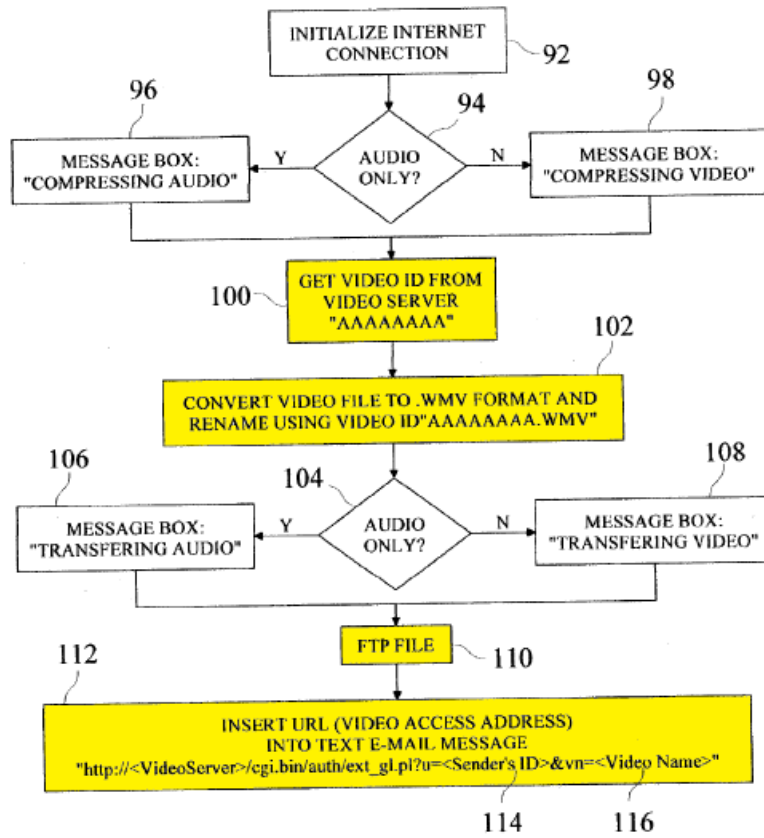 INITIALIZE INTERNET
CONNECTION
92
96
94
98
MESSAGE BOX:
"COMPRESSING AUDIO"
Y
AUDIO
ONLY?
N
MESSAGE BOX:
"COMPRESSING VIDEO"
100
GET VIDEO ID FROM
VIDEO SERVER
"AAAAAAAA"
102
CONVERT VIDEO FILE TO .WMV FORMAT AND
RENAME USING VIDEO ID"AAAAAAAA.WMV"
106
104
108
MESSAGE BOX:
"TRANSFERING AUDIO"
Y
AUDIO
ONLY?
N
MESSAGE BOX:
"TRANSFERING VIDEO"
FTP FILE
110
112
INSERT URL (VIDEO ACCESS ADDRESS)
INTO TEXT E-MAIL MESSAGE
"http://<VideoServer>/cgi.bin/auth/ext_gl.pl?u=<Sender's ID>&vn=<Video Name>"
114
116